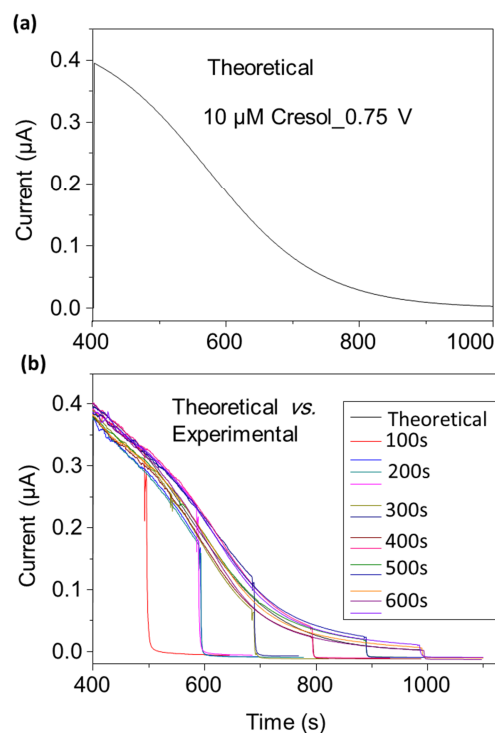 (a)
Theoretical
10 µM Cresol_0.75 V
Current (µA)
0.4
0.3
0.2
0.1
0.0
400 600 800 1000
(b)
Theoretical vs.
Experimental
Theoretical
100s
200s
300s
400s
500s
600s
Current (µA)
0.4
0.3
0.2
0.1
0.0
400 600 800 1000
Time (s)